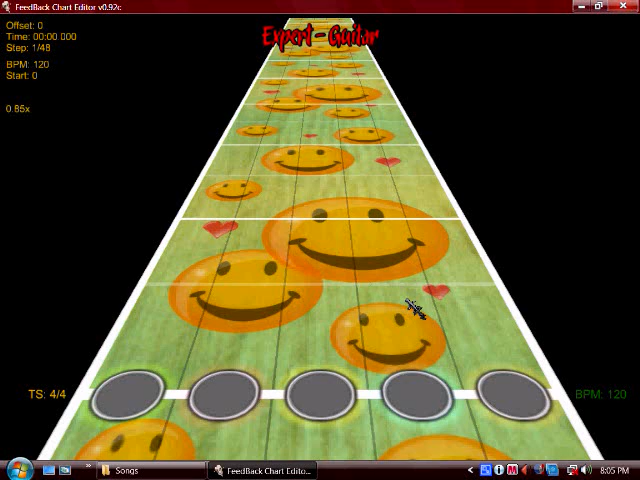 FeedBack Chart Editor v0.92c
Offset: 0
Time: 00:00 000
Step: 1/48
BPM: 120
Start: 0
0.85x
Expert - Guitar
TS: 4/4
BPM: 120
Songs
FeedBack Chart Edito...
8:05 PM